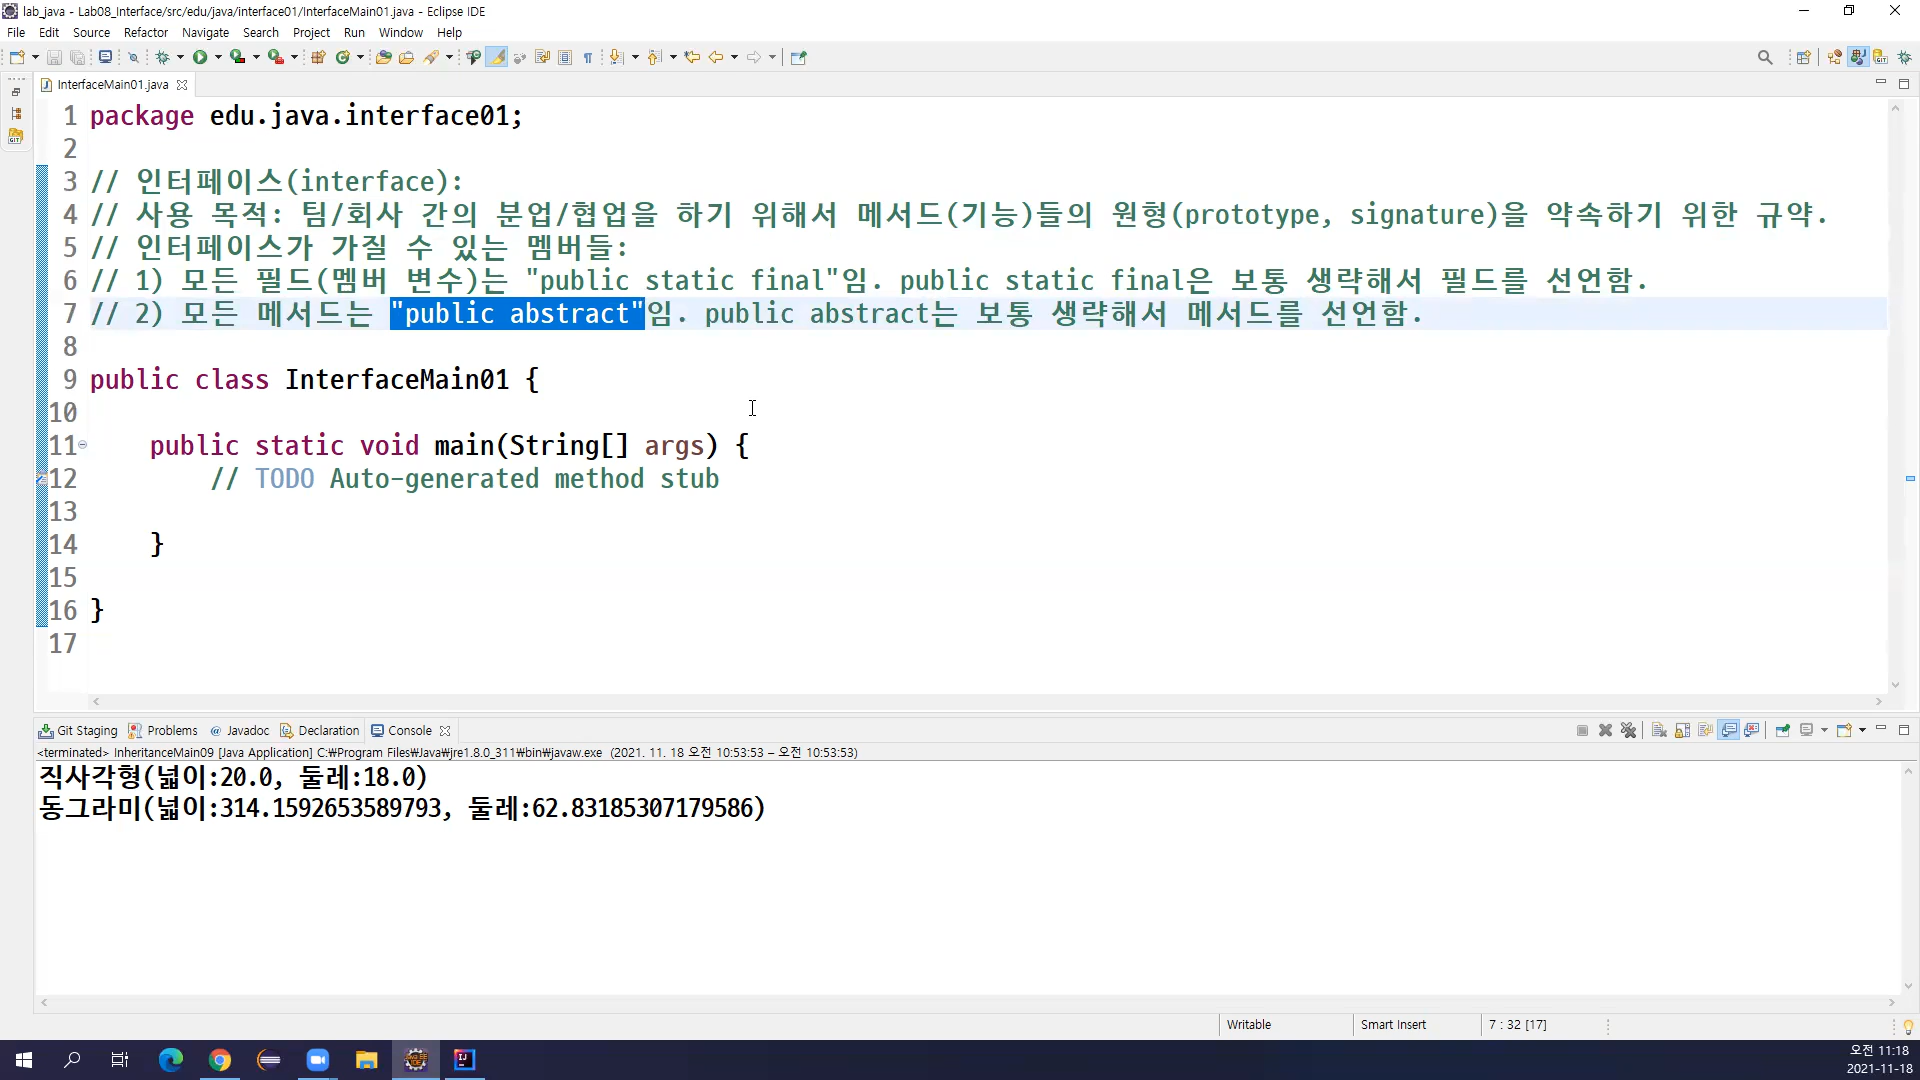 lab_java - Lab08_Interface/src/edu/java/interface01/InterfaceMain01.java - Eclipse IDE
File Edit Source Refactor Navigate Search Project Run Window Help
InterfaceMain01.java
1 package edu.java.interface01;
2
3 // 인터페이스(interface):
4 // 사용 목적: 팀/회사 간의 분업/협업을 하기 위해서 메서드(기능)들의 원형(prototype, signature)을 약속하기 위한 규약.
5 // 인터페이스가 가질 수 있는 멤버들:
6 // 1) 모든 필드(멤버 변수)는 "public static final"임. public static final은 보통 생략해서 필드를 선언함.
7 // 2) 모든 메서드는 "public abstract"임. public abstract는 보통 생략해서 메서드를 선언함.
8
9 public class InterfaceMain01 {
10
11 public static void main(String[] args) {
12 // TODO Auto-generated method stub
13
14 }
15
16 }
17
Git Staging Problems @ Javadoc Declaration Console
<terminated> InheritanceMain09 [Java Application] C:₩Program Files₩Java₩jre1.8.0_311₩bin₩javaw.exe (2021. 11. 18 오전 10:53:53 – 오전 10:53:53)
직사각형(넓이:20.0, 둘레:18.0)
동그라미(넓이:314.1592653589793, 둘레:62.83185307179586)
Writable Smart Insert 7 : 32 [17]
오전 11:18
2021-11-18